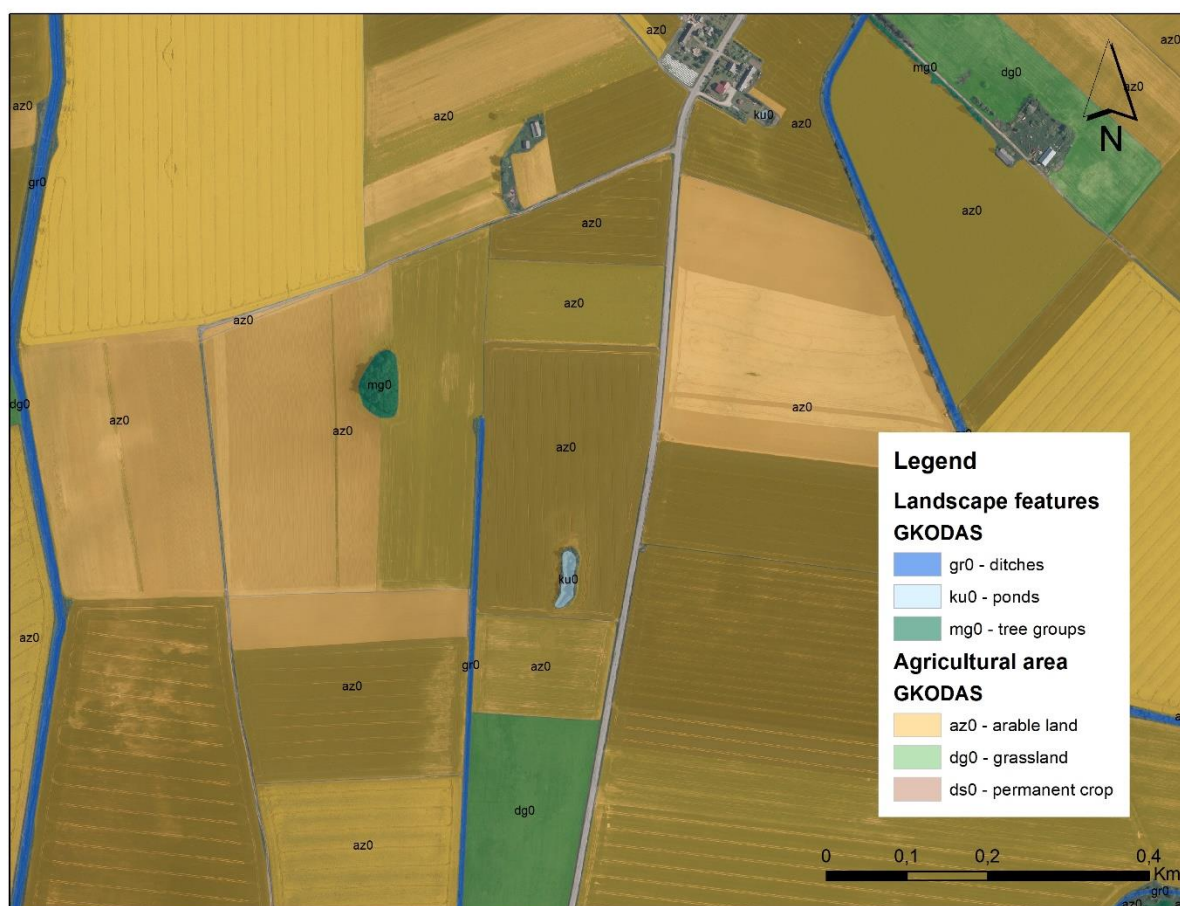 az0
az0
az0
mg0
dg0
az0
az0
az0
ku0
az0
N
gr0
az0
az0
az0
az0
mg0
dg0
az0
az0
az0
az0
ku0
az0
gr0
az0
az0
az0
dg0
Legend
Landscape features
GKODAS
gr0 - ditches
ku0 - ponds
mg0 - tree groups
Agricultural area
GKODAS
az0 - arable land
dg0 - grassland
ds0 - permanent crop
0 0,1 0,2 0,4
Km
gr0
az0